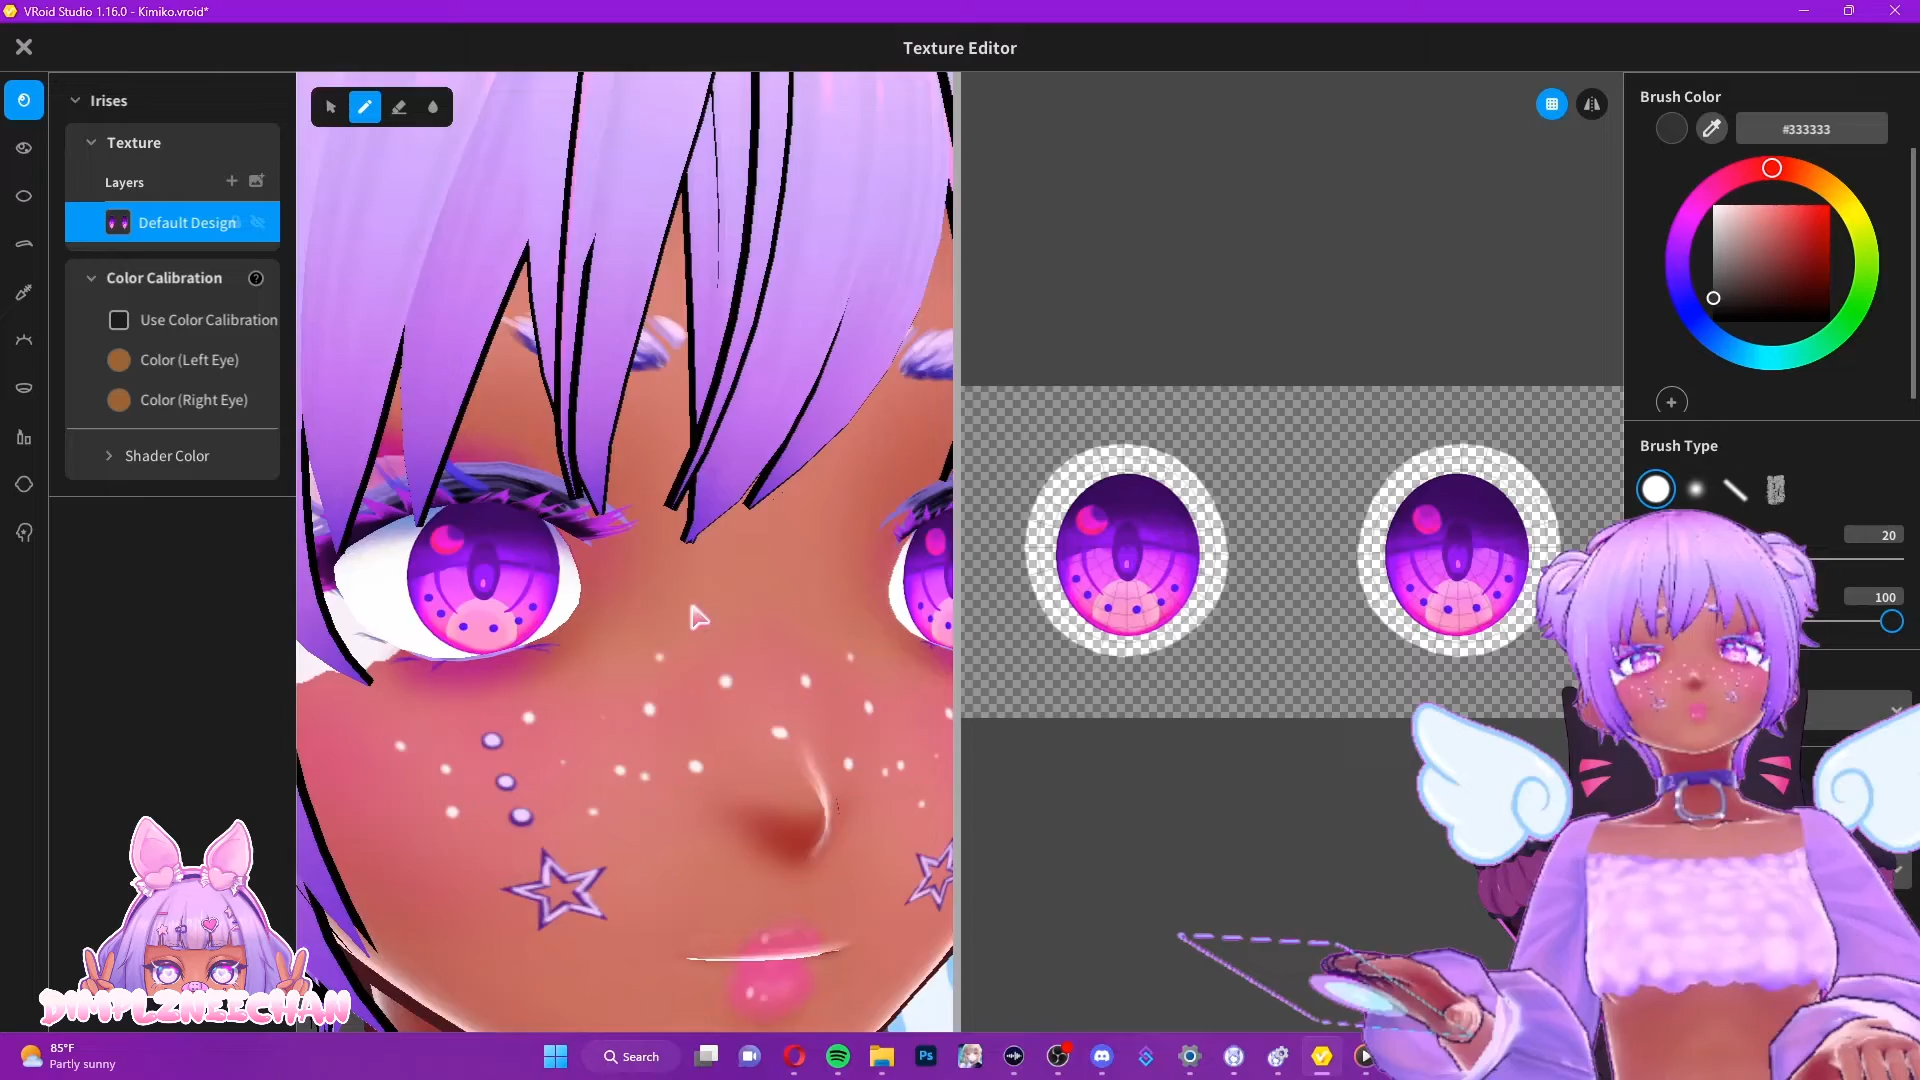 VRoid Studio 1.16.0 - Kimiko.vroid*
Texture Editor
Irises
Texture
Layers
Default Design
Color Calibration
Use Color Calibration
Color (Left Eye)
Color (Right Eye)
Shader Color
Brush Color
#333333
Brush Type
20
100
DIMPLZNEECHAN
85°F
Partly sunny
Search
Ps